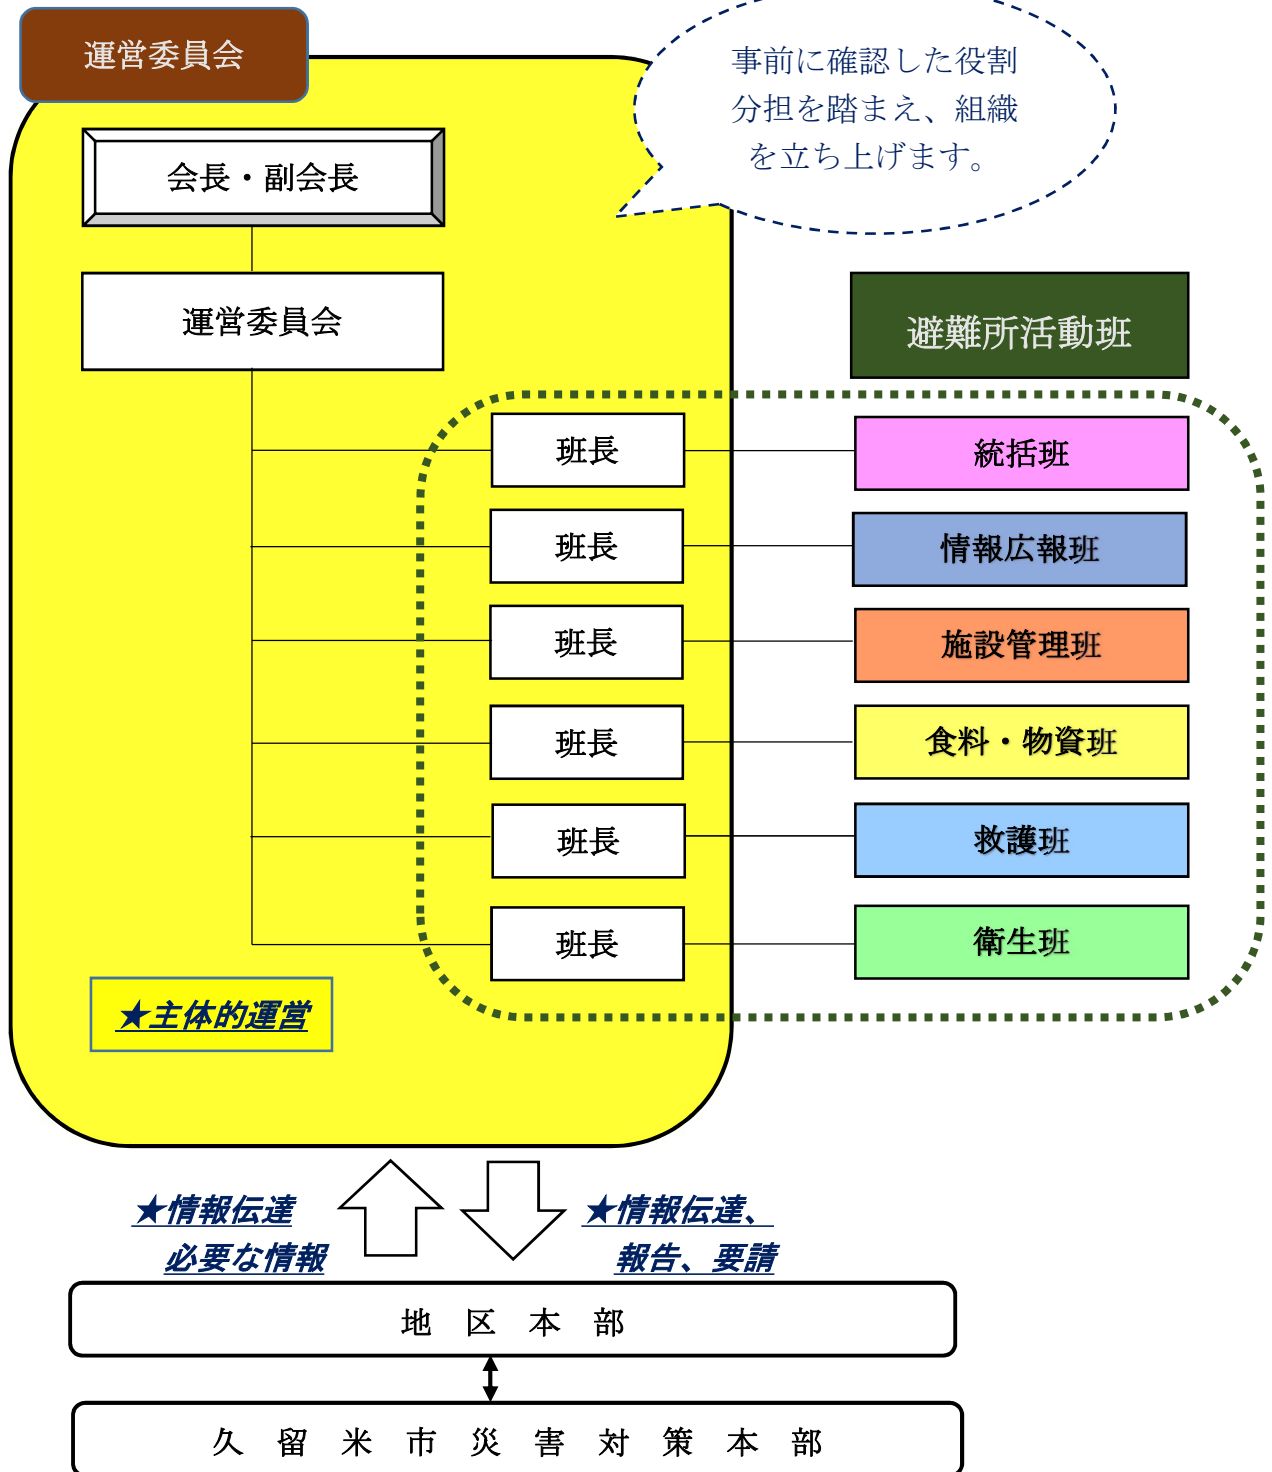 運営委員会
事前に確認した役割
分担を踏まえ、組織
を立ち上げます。
会長・副会長
運営委員会
避難所活動班
班長
統括班
班長
情報広報班
班長
施設管理班
班長
食料・物資班
班長
救護班
班長
衛生班
★主体的運営
★情報伝達
必要な情報
★情報伝達、
報告、要請
地 区 本 部
久 留 米 市 災 害 対 策 本 部